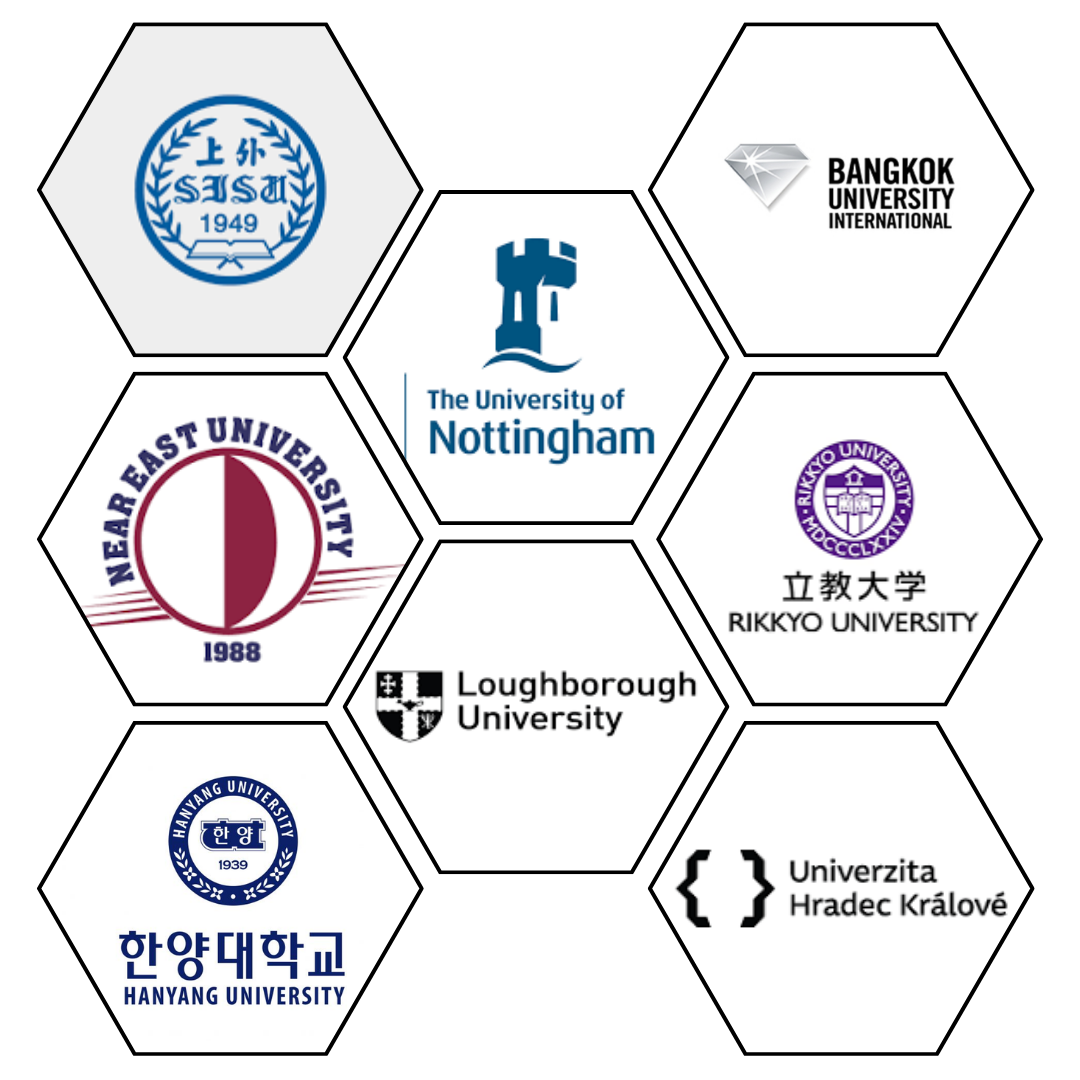 上外
SISU
1949
BANGKOK
UNIVERSITY
INTERNATIONAL
The University of
Nottingham
NEAR EAST UNIVERSITY
1988
RIKKYO UNIVERSITY
MDCCCLXXIV
立教大学
RIKKYO UNIVERSITY
Loughborough
University
HANYANG UNIVERSITY
한양
1939
한양대학교
HANYANG UNIVERSITY
Univerzita
Hradec Králové